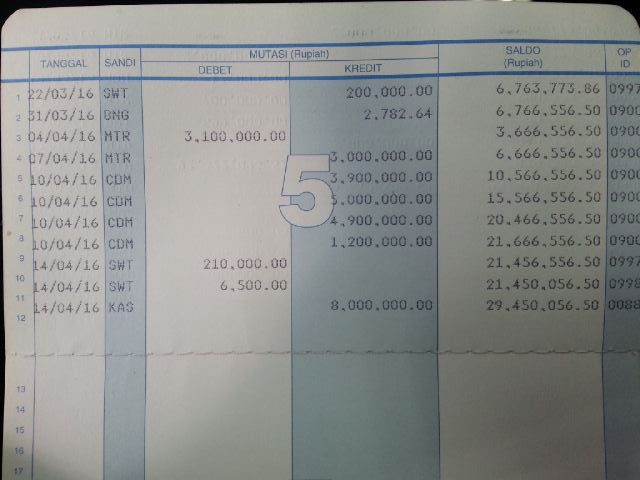 TANGGAL SANDI MUTASI (Rupiah) DEBET KREDIT SALDO (Rupiah) OP ID
1 22/03/16 SWT 200,000.00 6,763,773.86 0997
2 31/03/16 BNG 2,782.64 6,766,556.50 0900
3 04/04/16 MTR 3,100,000.00 3,666,556.50 0900
4 07/04/16 MTR 3,000,000.00 6,666,556.50 0900
5 10/04/16 CDM 3,900,000.00 10,566,556.50 0900
6 10/04/16 CDM 5,000,000.00 15,566,556.50 0900
7 10/04/16 CDM 4,900,000.00 20,466,556.50 0900
8 10/04/16 CDM 1,200,000.00 21,666,556.50 0900
9 14/04/16 SWT 210,000.00 21,456,556.50 0997
10 14/04/16 SWT 6,500.00 21,450,056.50 0998
11 14/04/16 KAS 8,000,000.00 29,450,056.50 0088
12
5
13
14
15
16
17